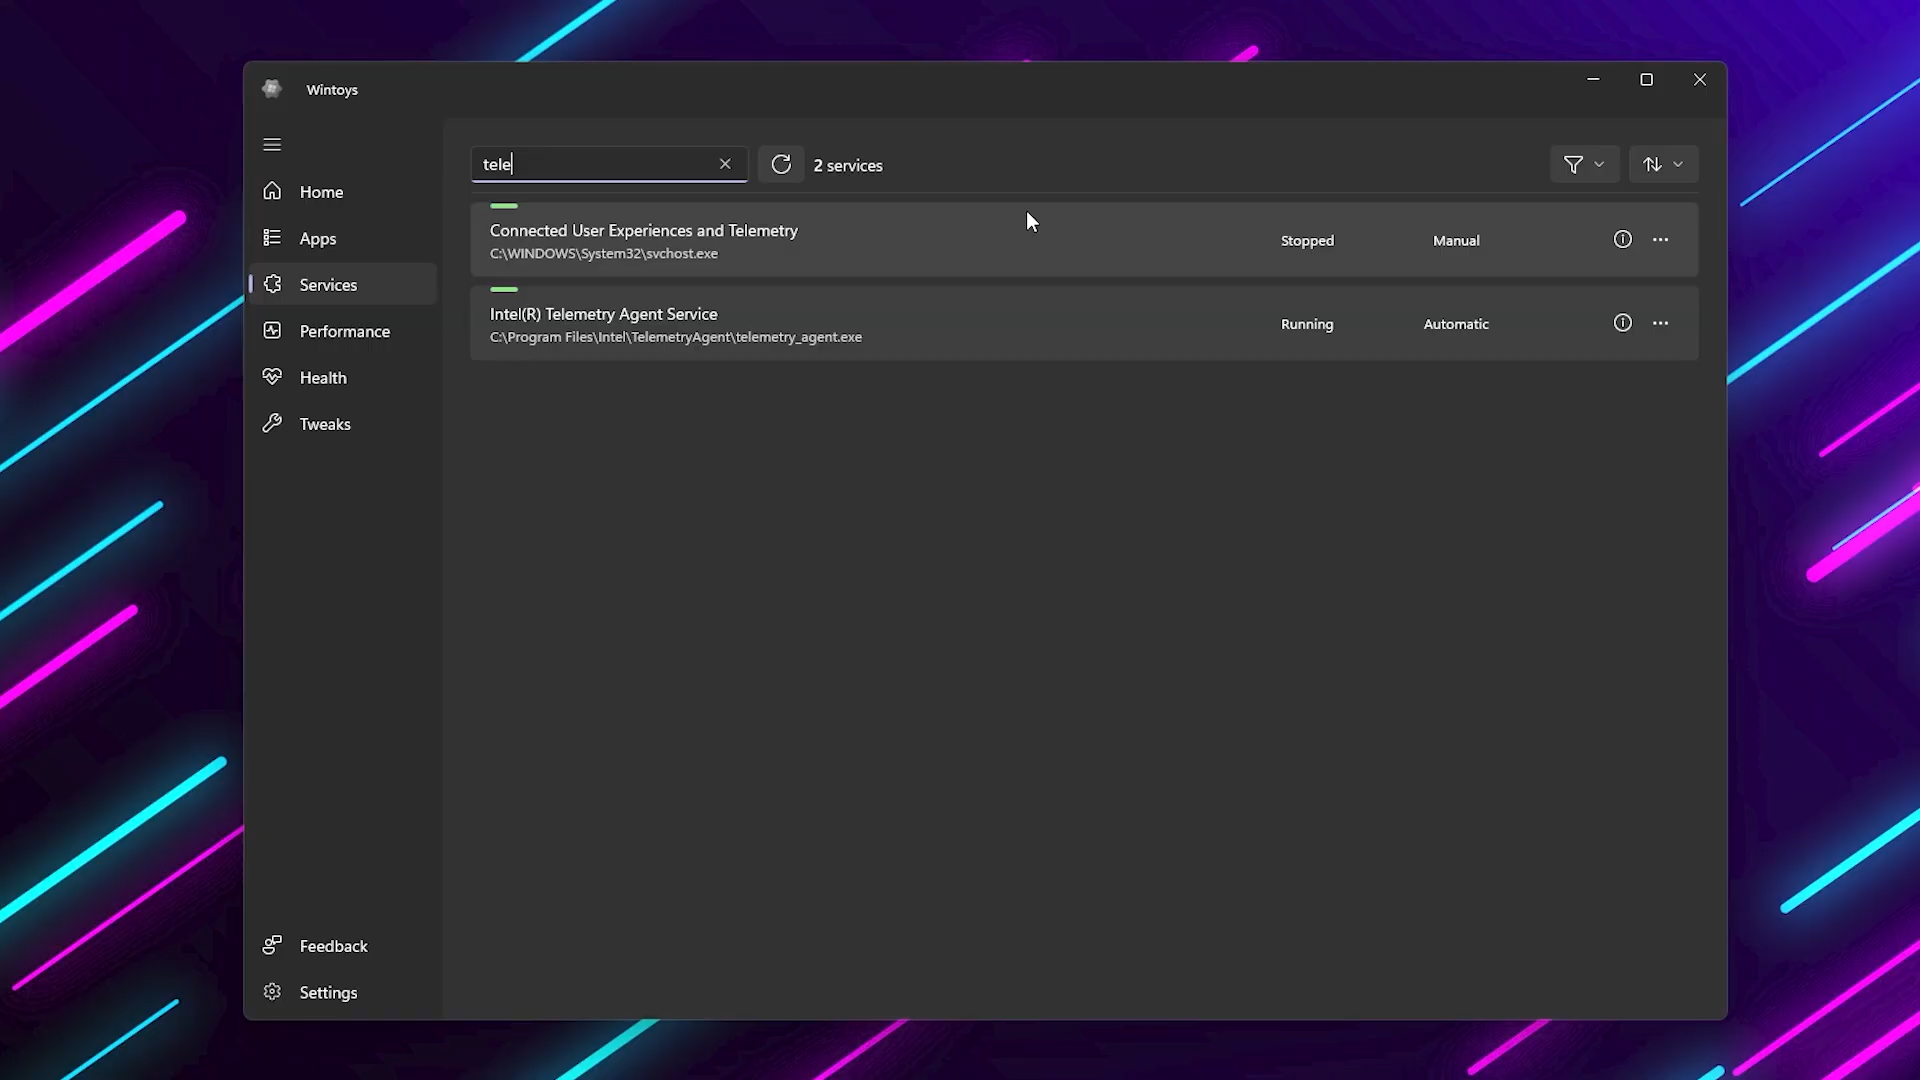 Wintoys
Home
Apps
Services
Performance
Health
Tweaks
Feedback
Settings
tele
2 services
Connected User Experiences and Telemetry
C:\WINDOWS\System32\svchost.exe
Stopped
Manual
Intel(R) Telemetry Agent Service
C:\Program Files\Intel\TelemetryAgent\telemetry_agent.exe
Running
Automatic